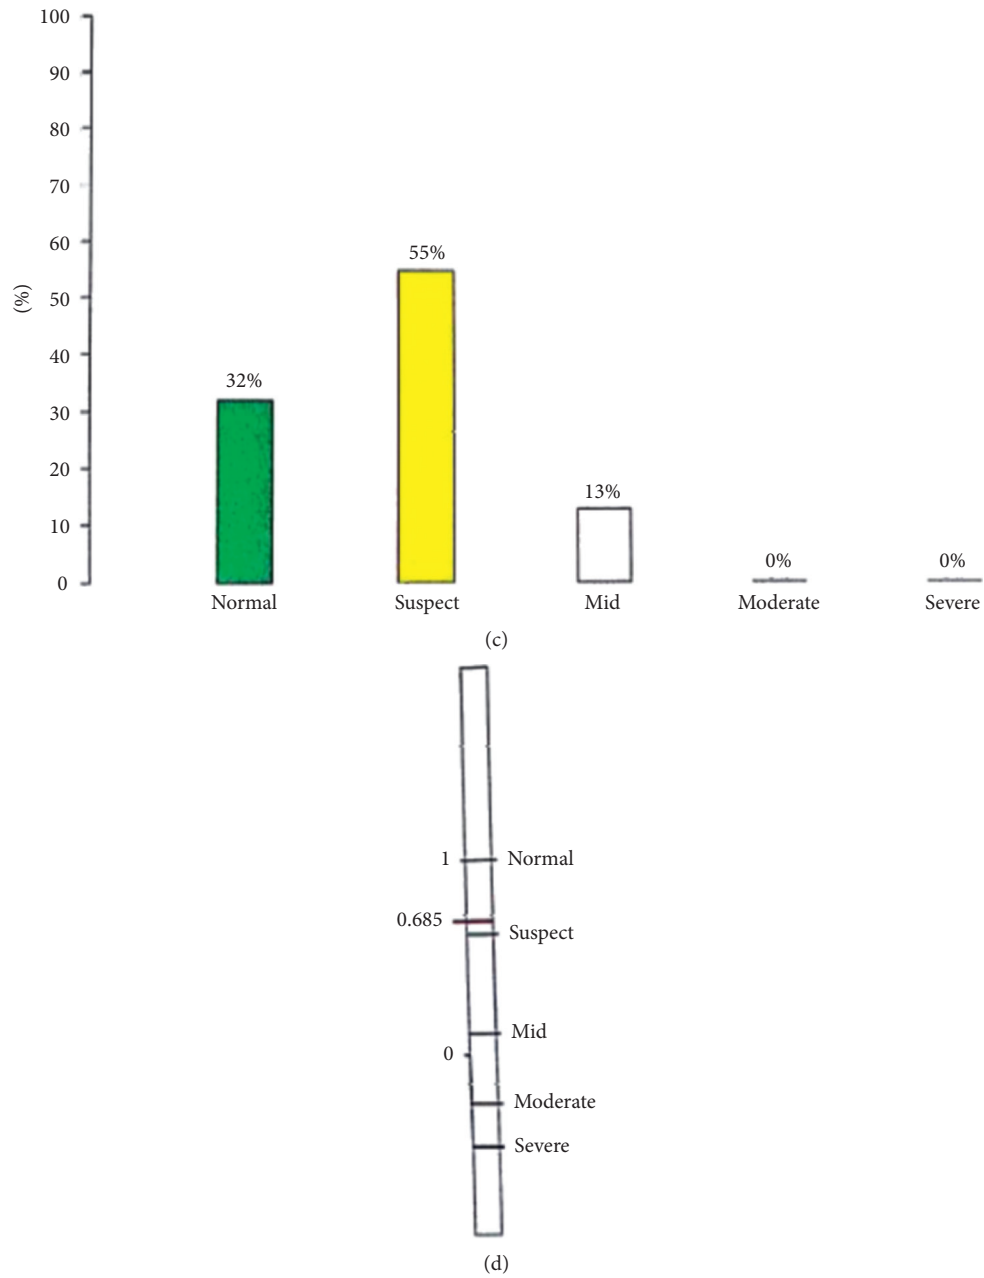 100
90
80
70
60
50
40
30
20
10
0
(%)
32%
55%
13%
0%
0%
Normal
Suspect
Mid
Moderate
Severe
(c)
1
Normal
0.685
Suspect
Mid
0
Moderate
Severe
(d)